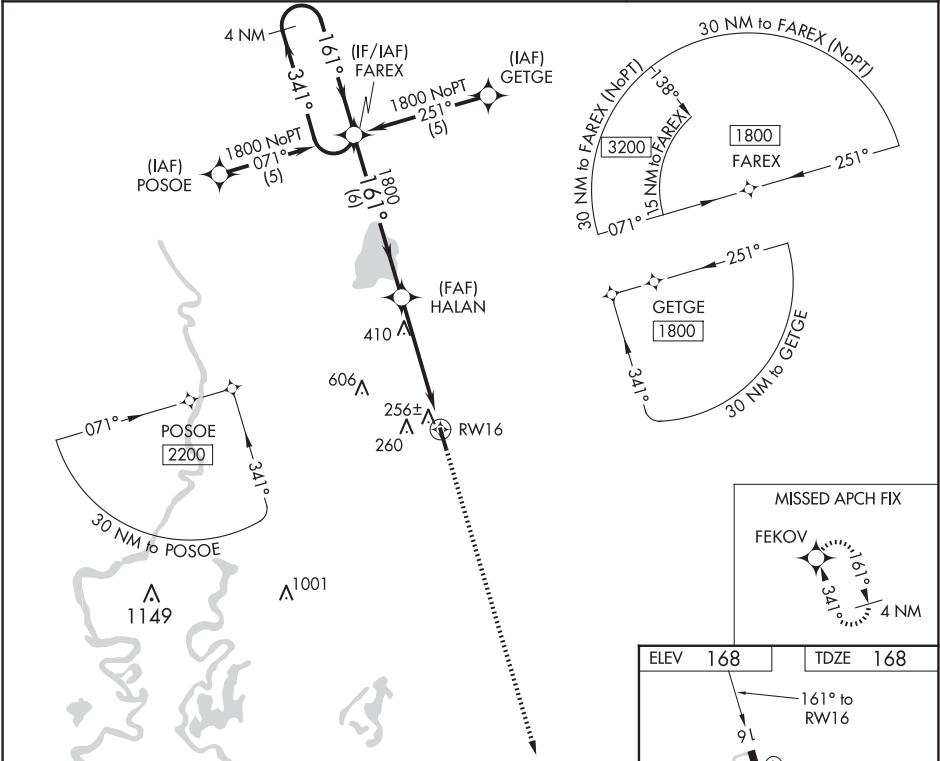 4 NM
161°
341°
(IF/IAF)
FAREX
(IAF)
GETGE
1800 NoPT
251°
(5)
(IAF)
POSOE
1800 NoPT
071°
(5)
1800
161°
(6)
(FAF)
HALAN
410
606
256±
260
RW16
30 NM to FAREX (NoPT)
30 NM to FAREX (NoPT)
138°
15 NM to FAREX
3200
1800
FAREX
251°
071°
251°
GETGE
1800
341°
30 NM to GETGE
071°
POSOE
2200
341°
30 NM to POSOE
1149
1001
MISSED APCH FIX
FEKOV
161°
341°
4 NM
ELEV 168
TDZE 168
161° to
RW16
16